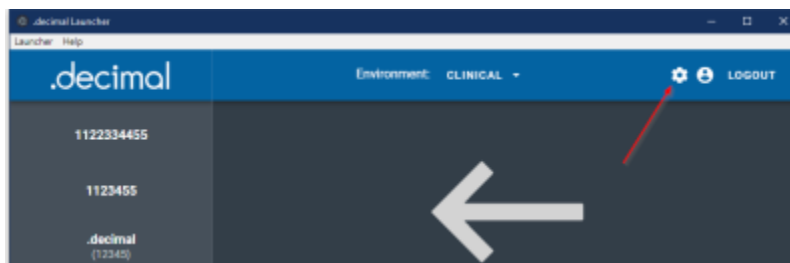 .decimal Launcher
Launcher Help
.decimal
Environment: CLINICAL
LOGOUT
1122334455
1123455
.decimal
(12345)